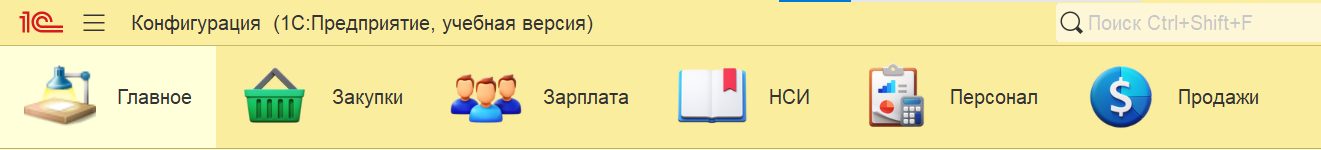 1С Конфигурация (1С:Предприятие, учебная версия) Поиск Ctrl+Shift+F
Главное Закупки Зарплата НСИ Персонал Продажи